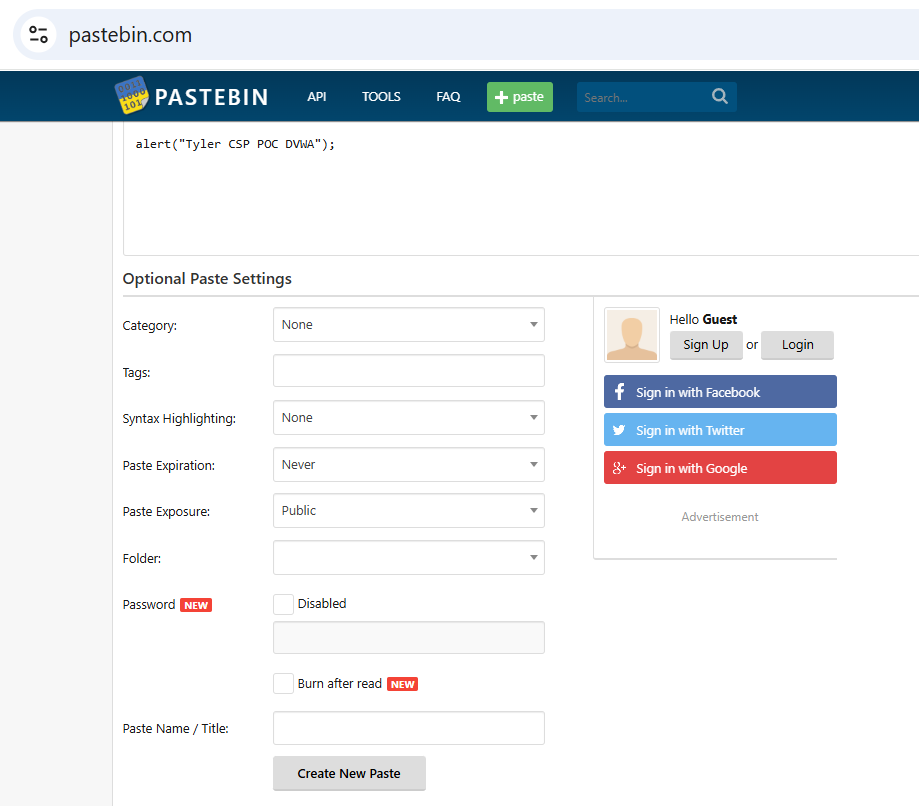 pastebin.com
PASTEBIN API TOOLS FAQ + paste Search...
alert("Tyler CSP POC DVWA");
Optional Paste Settings
Category: None
Tags:
Syntax Highlighting: None
Paste Expiration: Never
Paste Exposure: Public
Folder:
Password NEW Disabled
Burn after read NEW
Paste Name / Title:
Create New Paste
Hello Guest
Sign Up or Login
Sign in with Facebook
Sign in with Twitter
Sign in with Google
Advertisement